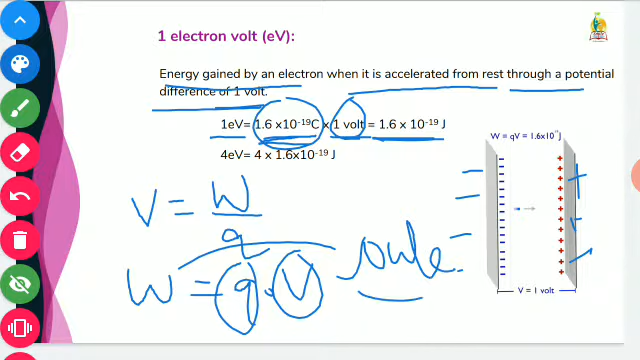 1 electron volt (eV):
Energy gained by an electron when it is accelerated from rest through a potential
difference of 1 volt.
1eV= 1.6 x10⁻¹⁹C × 1 volt = 1.6 x 10⁻¹⁹ J
4eV= 4 x 1.6x10⁻¹⁹ J
V = W/q
W = q . V Joule.
W = qV = 1.6x10⁻¹⁹J
V = 1 volt